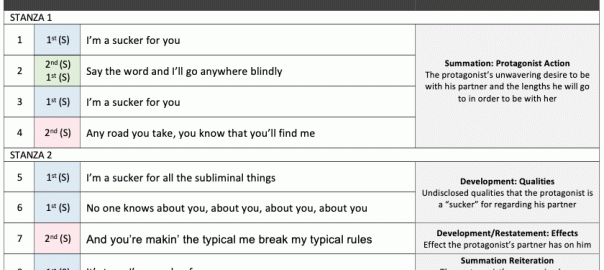 STANZA 1
1 1st (S) I'm a sucker for you
2 2nd (S) 1st (S) Say the word and I'll go anywhere blindly
3 1st (S) I'm a sucker for you
4 2nd (S) Any road you take, you know that you'll find me
Summation: Protagonist Action
The protagonist's unwavering desire to be
with his partner and the lengths he will go
to in order to be with her
STANZA 2
5 1st (S) I'm a sucker for all the subliminal things
6 1st (S) No one knows about you, about you, about you, about you
Development: Qualities
Undisclosed qualities that the protagonist is
a "sucker" for regarding his partner
7 2nd (S) And you're makin' the typical me break my typical rules
Development/Restatement: Effects
Effect the protagonist's partner has on him
Summation Reiteration